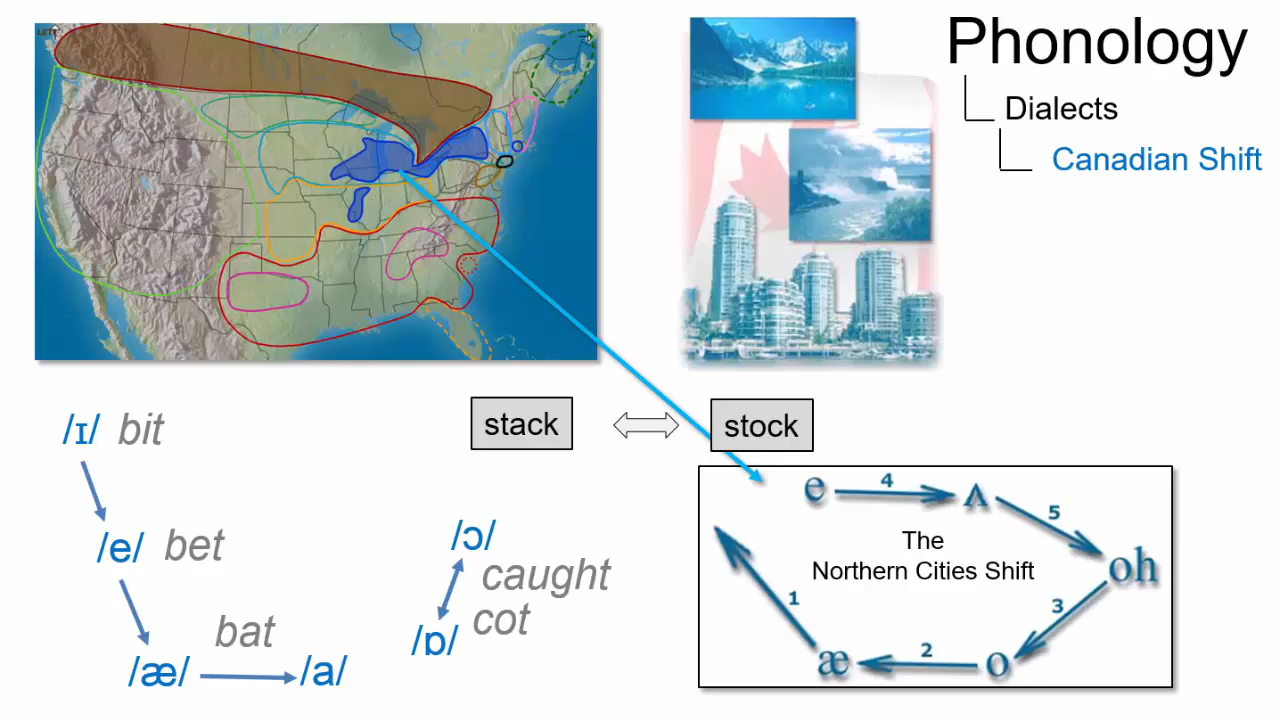 Phonology
Dialects
Canadian Shift
stack
stock
/ɪ/ bit
/e/ bet
bat
/æ/
/a/
/ɔ/
caught
cot
/ɒ/
e
4
ʌ
5
The
Northern Cities Shift
oh
1
3
æ
2
o